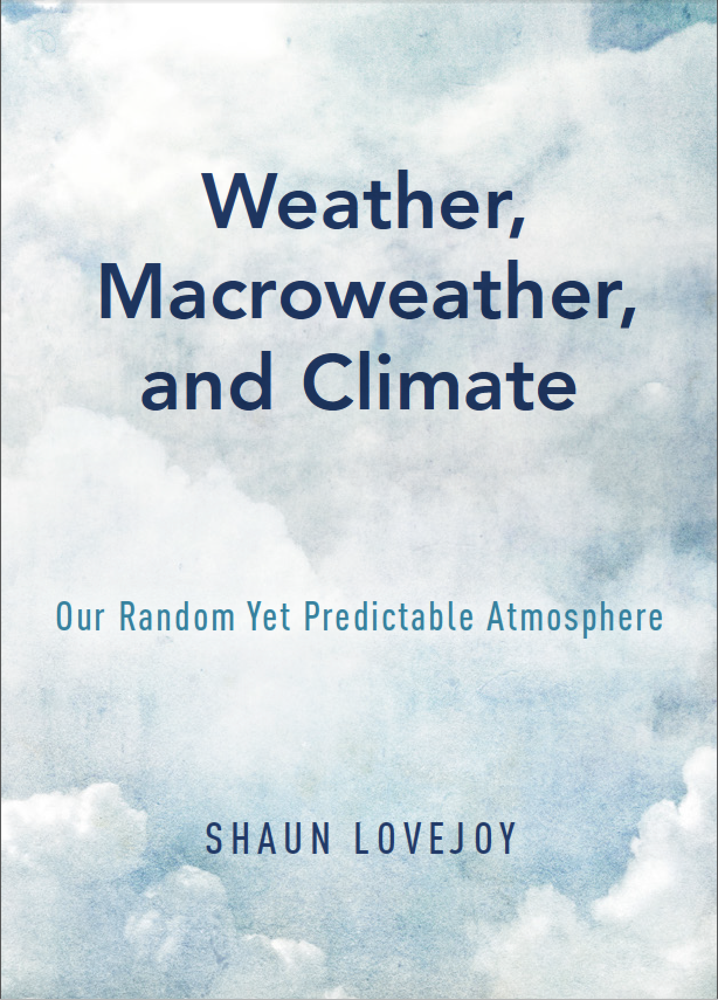 Weather,
Macroweather,
and Climate
Our Random Yet Predictable Atmosphere
SHAUN LOVEJOY